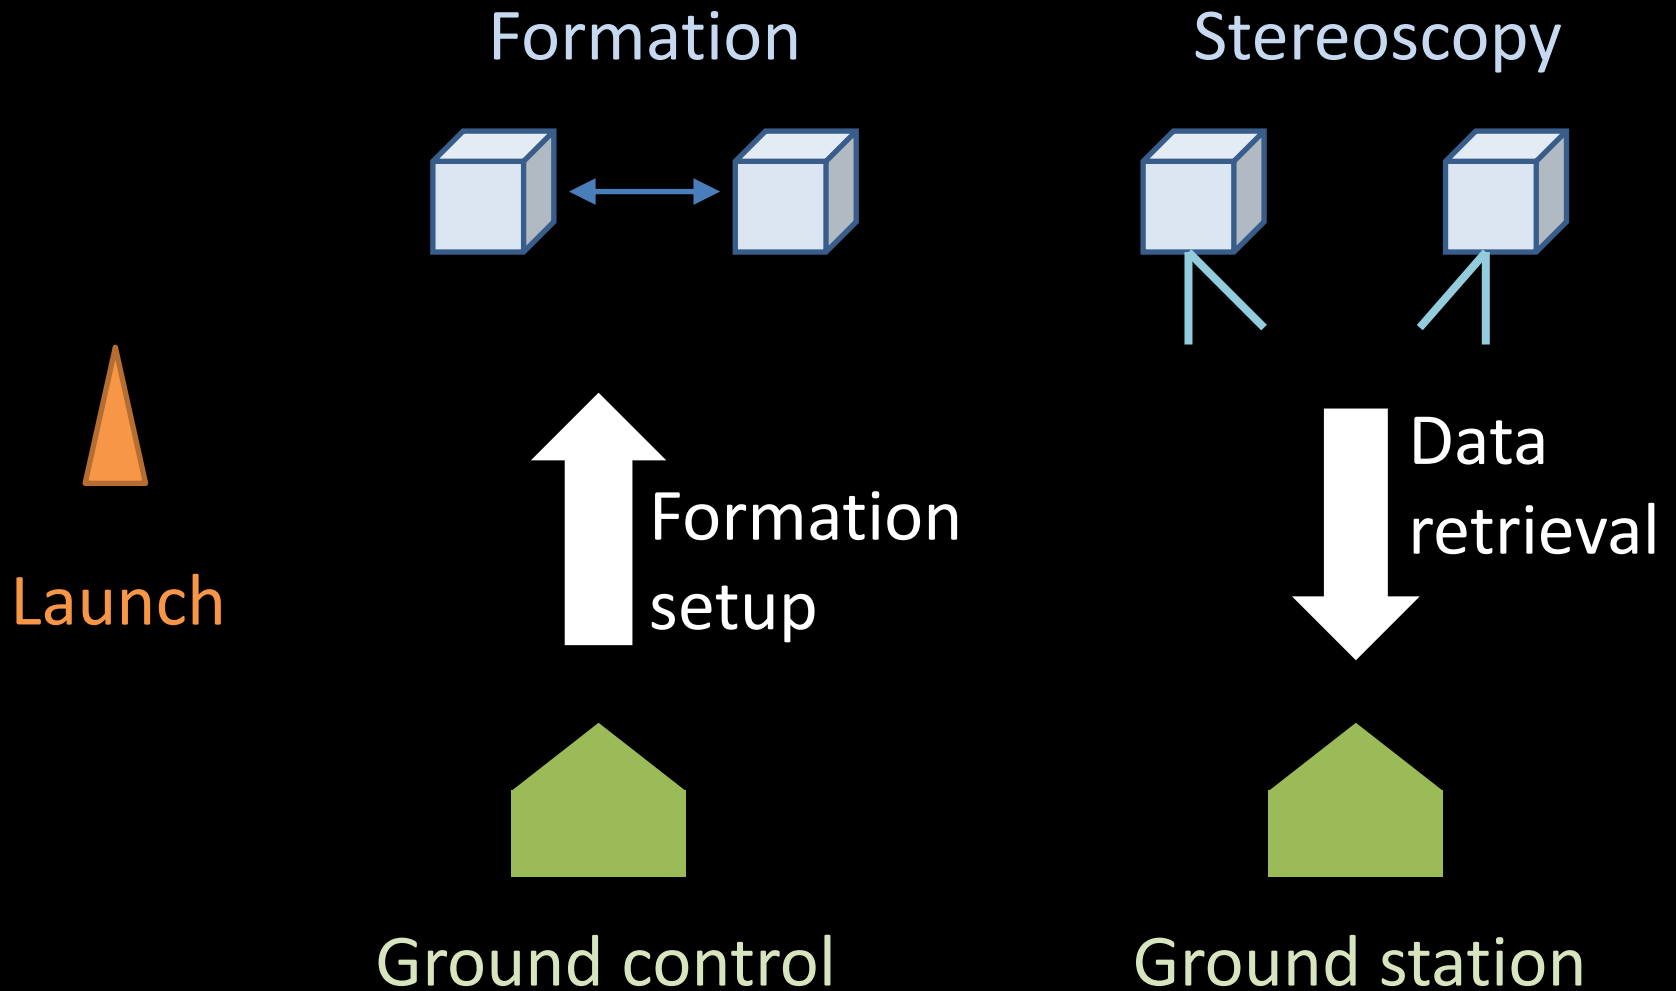 Formation
Stereoscopy
Launch
Formation
setup
Data
retrieval
Ground control
Ground station